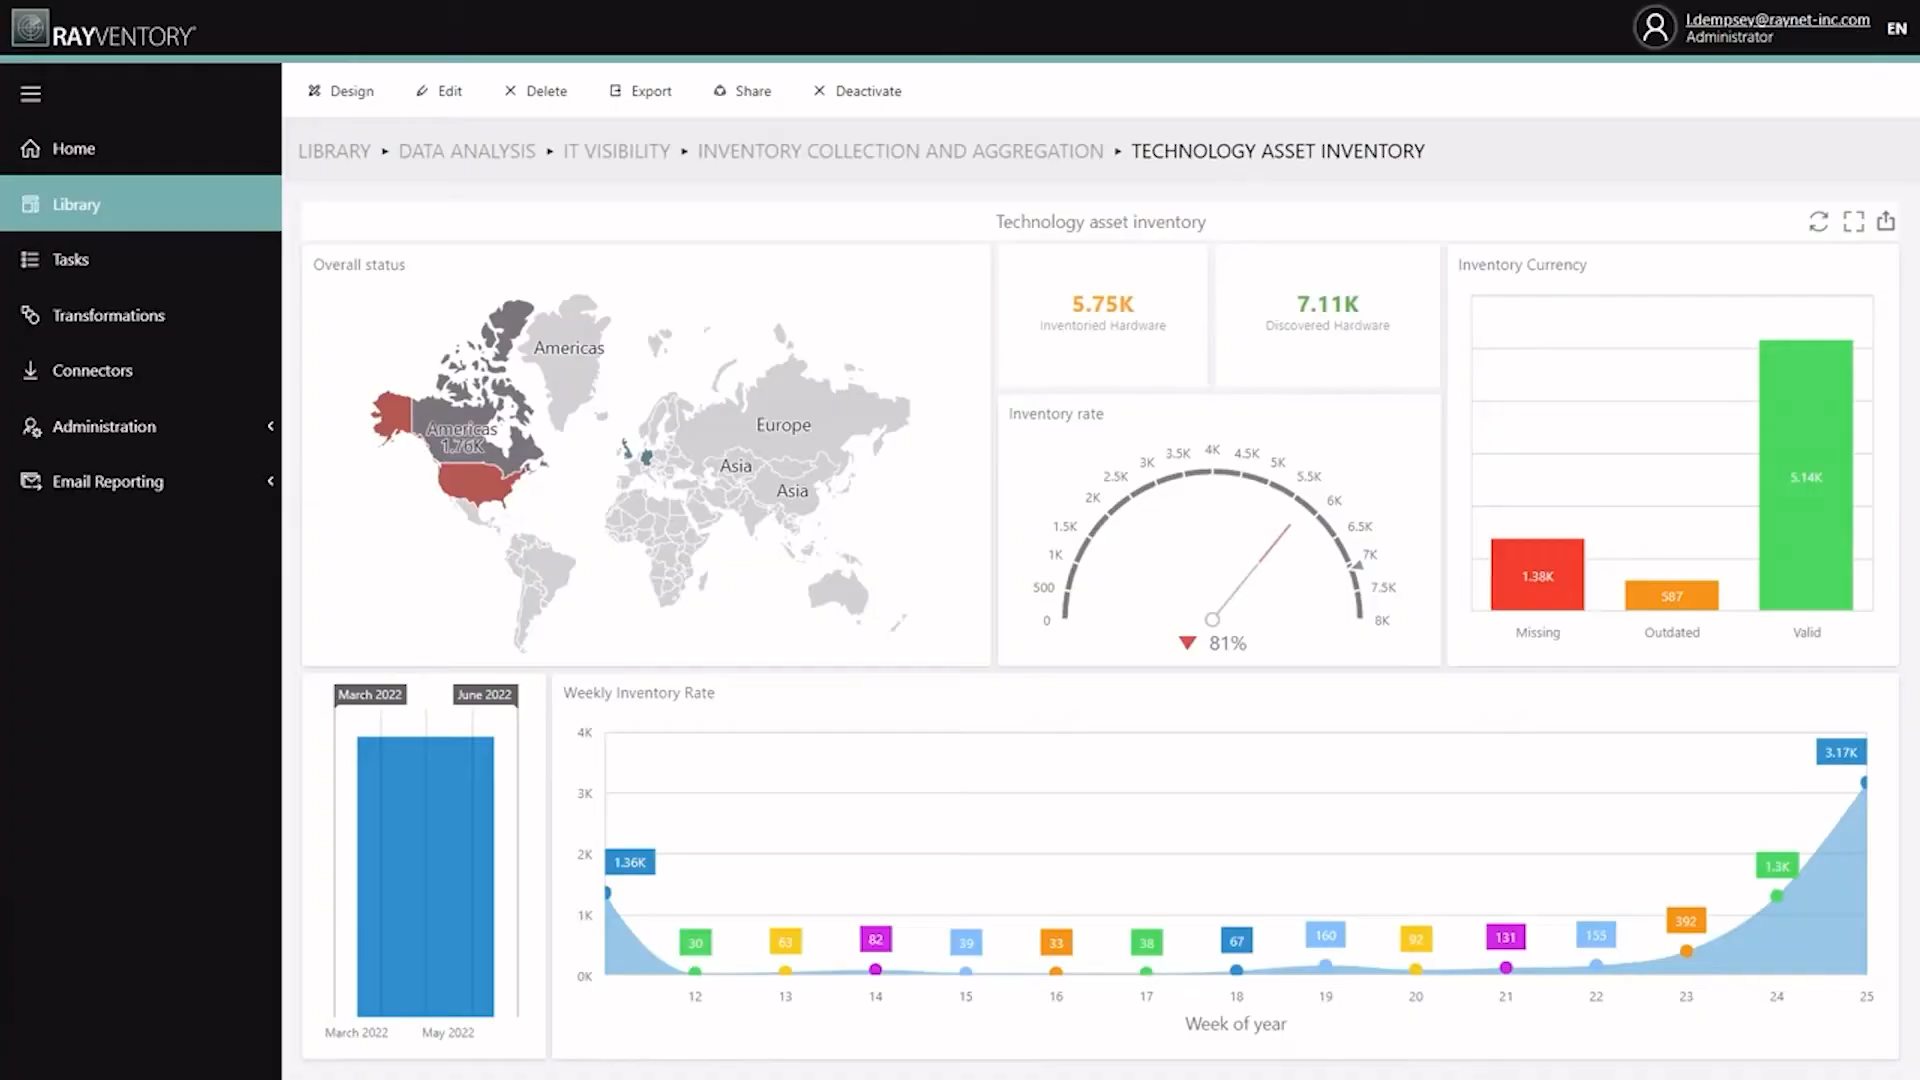 RAYVENTORY
l.dempsey@raynet-inc.com
Administrator
EN
Home
Library
Tasks
Transformations
Connectors
Administration
Email Reporting
Design Edit Delete Export Share Deactivate
LIBRARY ▸ DATA ANALYSIS ▸ IT VISIBILITY ▸ INVENTORY COLLECTION AND AGGREGATION ▸ TECHNOLOGY ASSET INVENTORY
Technology asset inventory
Overall status
Americas
Americas
1.76K
Europe
Asia
Asia
5.75K
Inventoried Hardware
7.11K
Discovered Hardware
Inventory rate
0
500
1K
1.5K
2K
2.5K
3K
3.5K
4K
4.5K
5K
5.5K
6K
6.5K
7K
7.5K
8K
81%
Inventory Currency
1.38K
587
5.14K
Missing Outdated Valid
March 2022 June 2022
March 2022 May 2022
Weekly Inventory Rate
4K
3K
2K
1K
0K
1.36K
30
63
82
39
33
38
67
160
92
131
155
392
1.3K
3.17K
12 13 14 15 16 17 18 19 20 21 22 23 24 25
Week of year